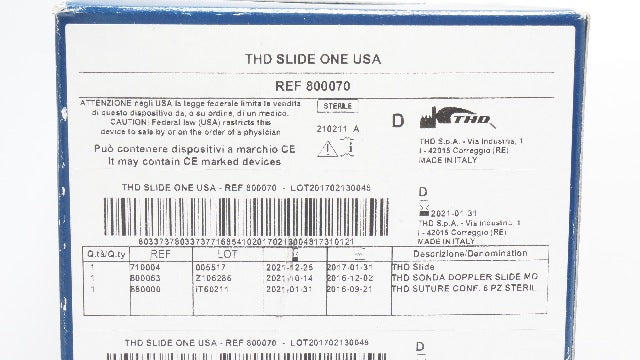 THD SLIDE ONE USA
REF 800070
ATTENZIONE negli USA la legge federale limita la vendita
di questo dispositivo da, o su ordine, di un medico.
CAUTION: Federal law (USA) restricts this
device to sale by or on the order of a physician
Può contenere dispositivi a marchio CE
It may contain CE marked devices
STERILE
210211 A
D
THD
THD S.p.A. - Via Industria, 1
I - 42015 Correggio (RE)
MADE IN ITALY
THD SLIDE ONE USA - REF 800070 - LOT201702130049
D
2021-01-31
THD S.p.A. - Via Industria, 1
I - 42015 Correggio (RE)
MADE IN ITALY
Q.tà/Q.ty REF LOT Descrizione/Denomination
1 710004 005517 2021-12-25 2017-01-31 THD Slide
1 800063 Z106286 2021-10-14 2016-12-02 THD SONDA DOPPLER SLIDE MO
1 880000 IT60211 2021-01-31 2016-09-21 THD SUTURE CONF. 6 PZ STERIL
THD SLIDE ONE USA - REF 800070 - LOT201702130049
D